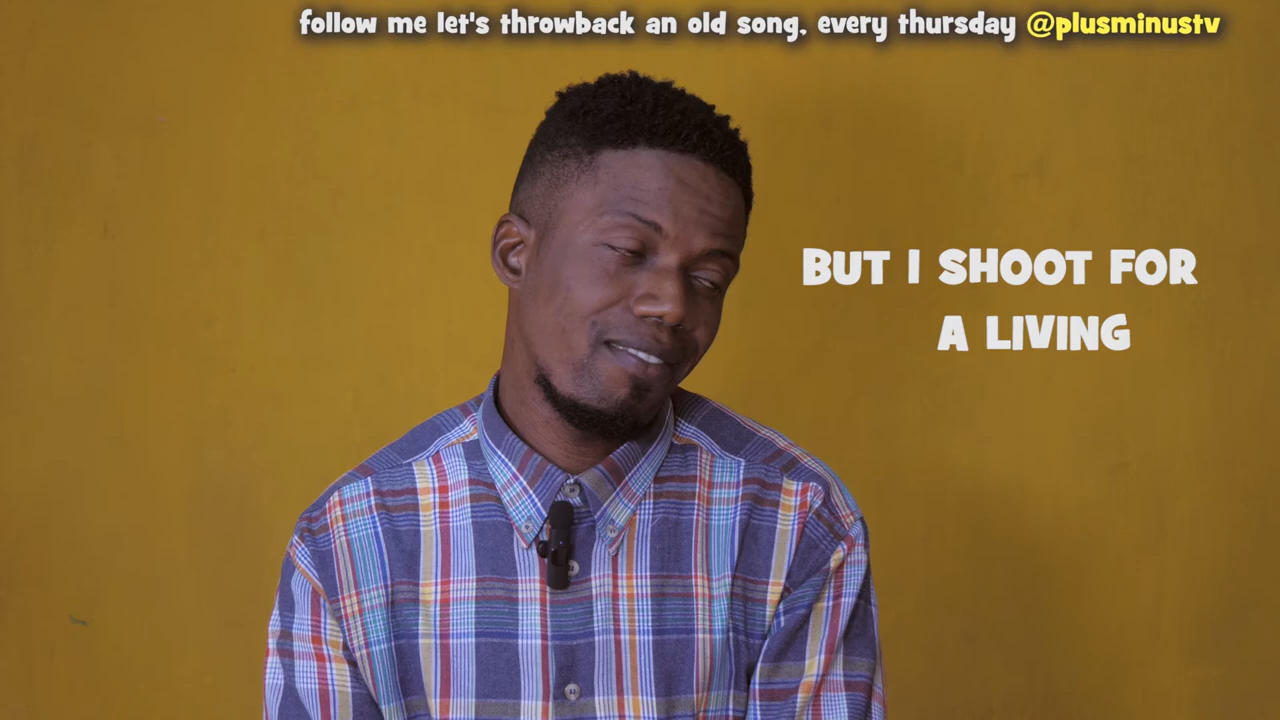 follow me let's throwback an old song, every thursday @plusminustv
BUT I SHOOT FOR
A LIVING